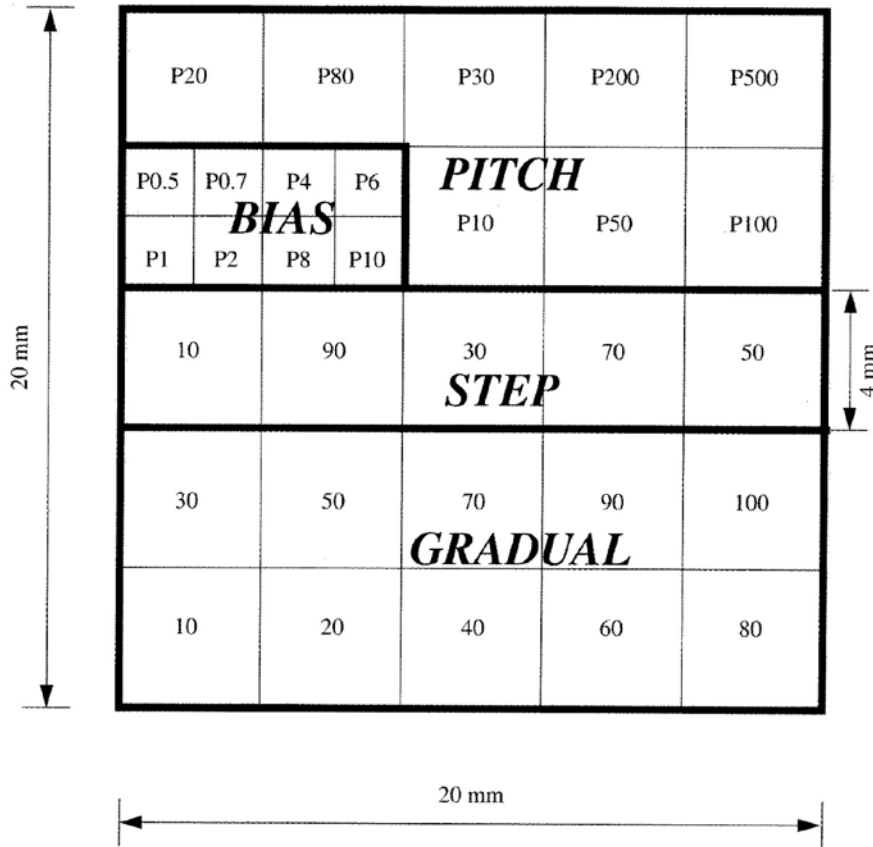 P20 P80 P30 P200 P500
P0.5 P0.7 P4 P6
PITCH
BIAS
P10 P50 P100
P1 P2 P8 P10
20 mm
10 90 30 70 50
4 mm
STEP
30 50 70 90 100
GRADUAL
10 20 40 60 80
20 mm